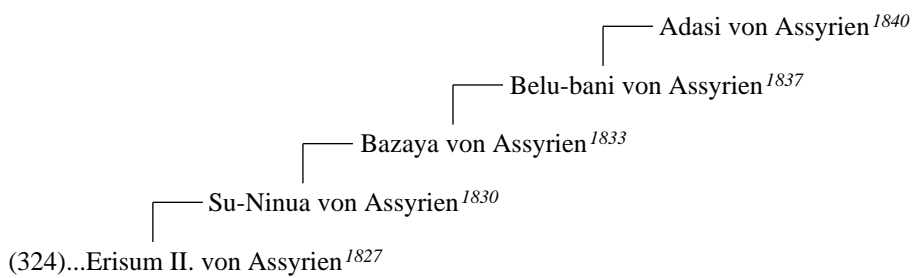 Adasi von Assyrien1840
Belu-bani von Assyrien1837
Bazaya von Assyrien1833
Su-Ninua von Assyrien1830
(324)...Erisum II. von Assyrien1827